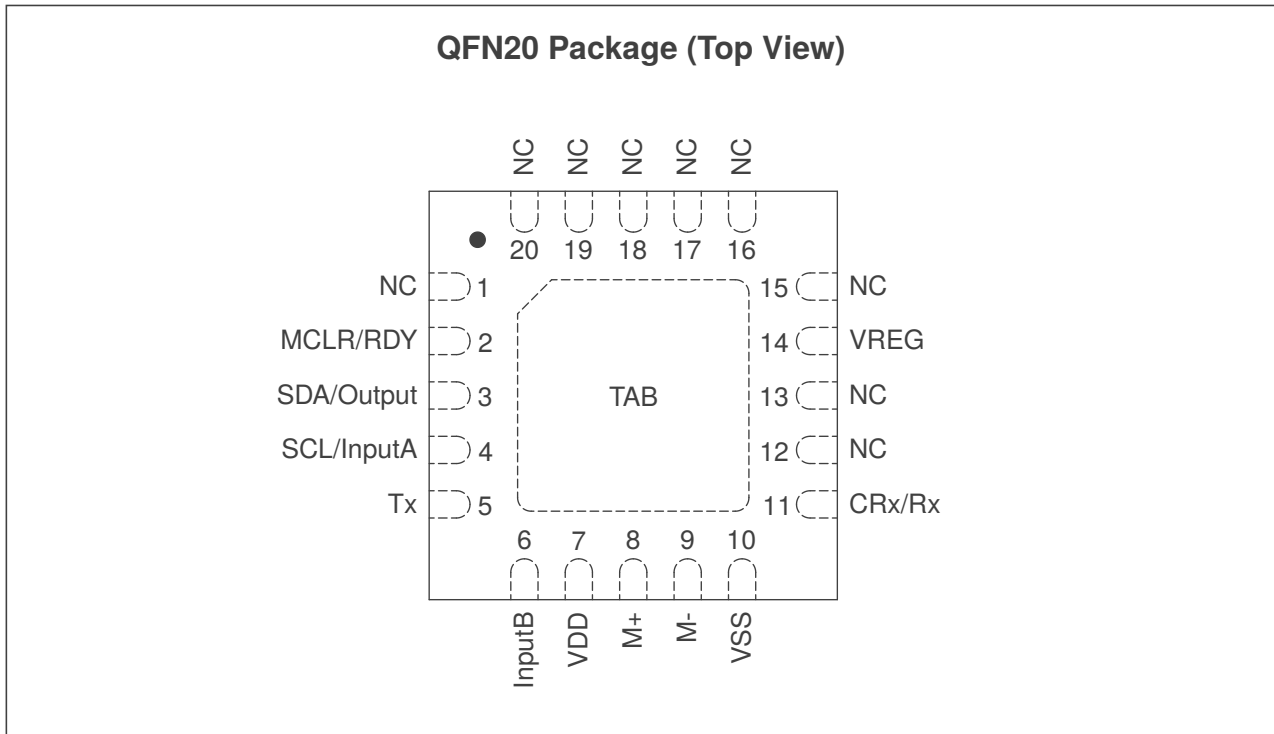 QFN20 Package (Top View)
NC NC NC NC NC
20 19 18 17 16
NC 1 15 NC
MCLR/RDY 2 14 VREG
SDA/Output 3 TAB 13 NC
SCL/InputA 4 12 NC
Tx 5 11 CRx/Rx
6 7 8 9 10
InputB VDD M+ M- VSS